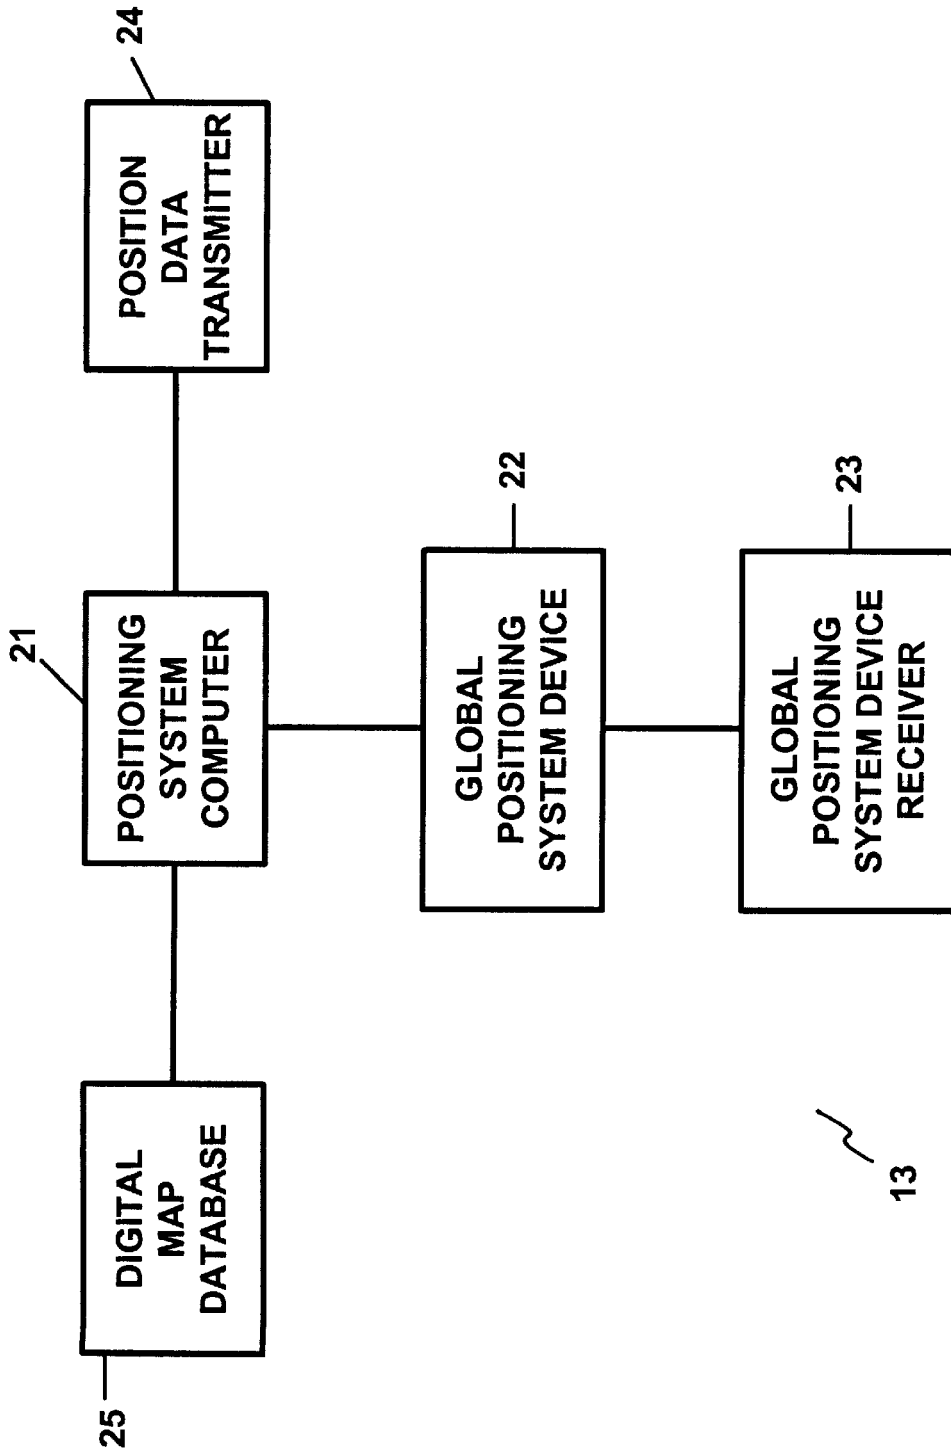 25
DIGITAL
MAP
DATABASE
21
POSITIONING
SYSTEM
COMPUTER
24
POSITION
DATA
TRANSMITTER
22
GLOBAL
POSITIONING
SYSTEM DEVICE
23
GLOBAL
POSITIONING
SYSTEM DEVICE
RECEIVER
13